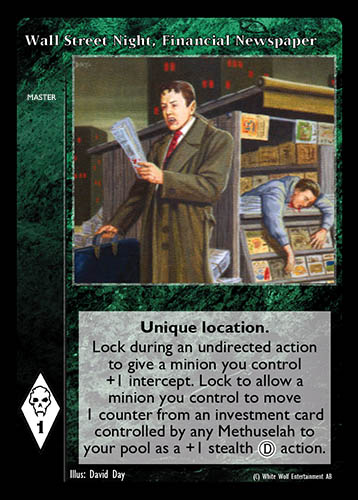 Wall Street Night, Financial Newspaper
MASTER
Unique location.
Lock during an undirected action
to give a minion you control
+1 intercept. Lock to allow a
minion you control to move
1 counter from an investment card
controlled by any Methuselah to
your pool as a +1 stealth Ⓓ action.
1
Illus: David Day
(C) White Wolf Entertainment AB